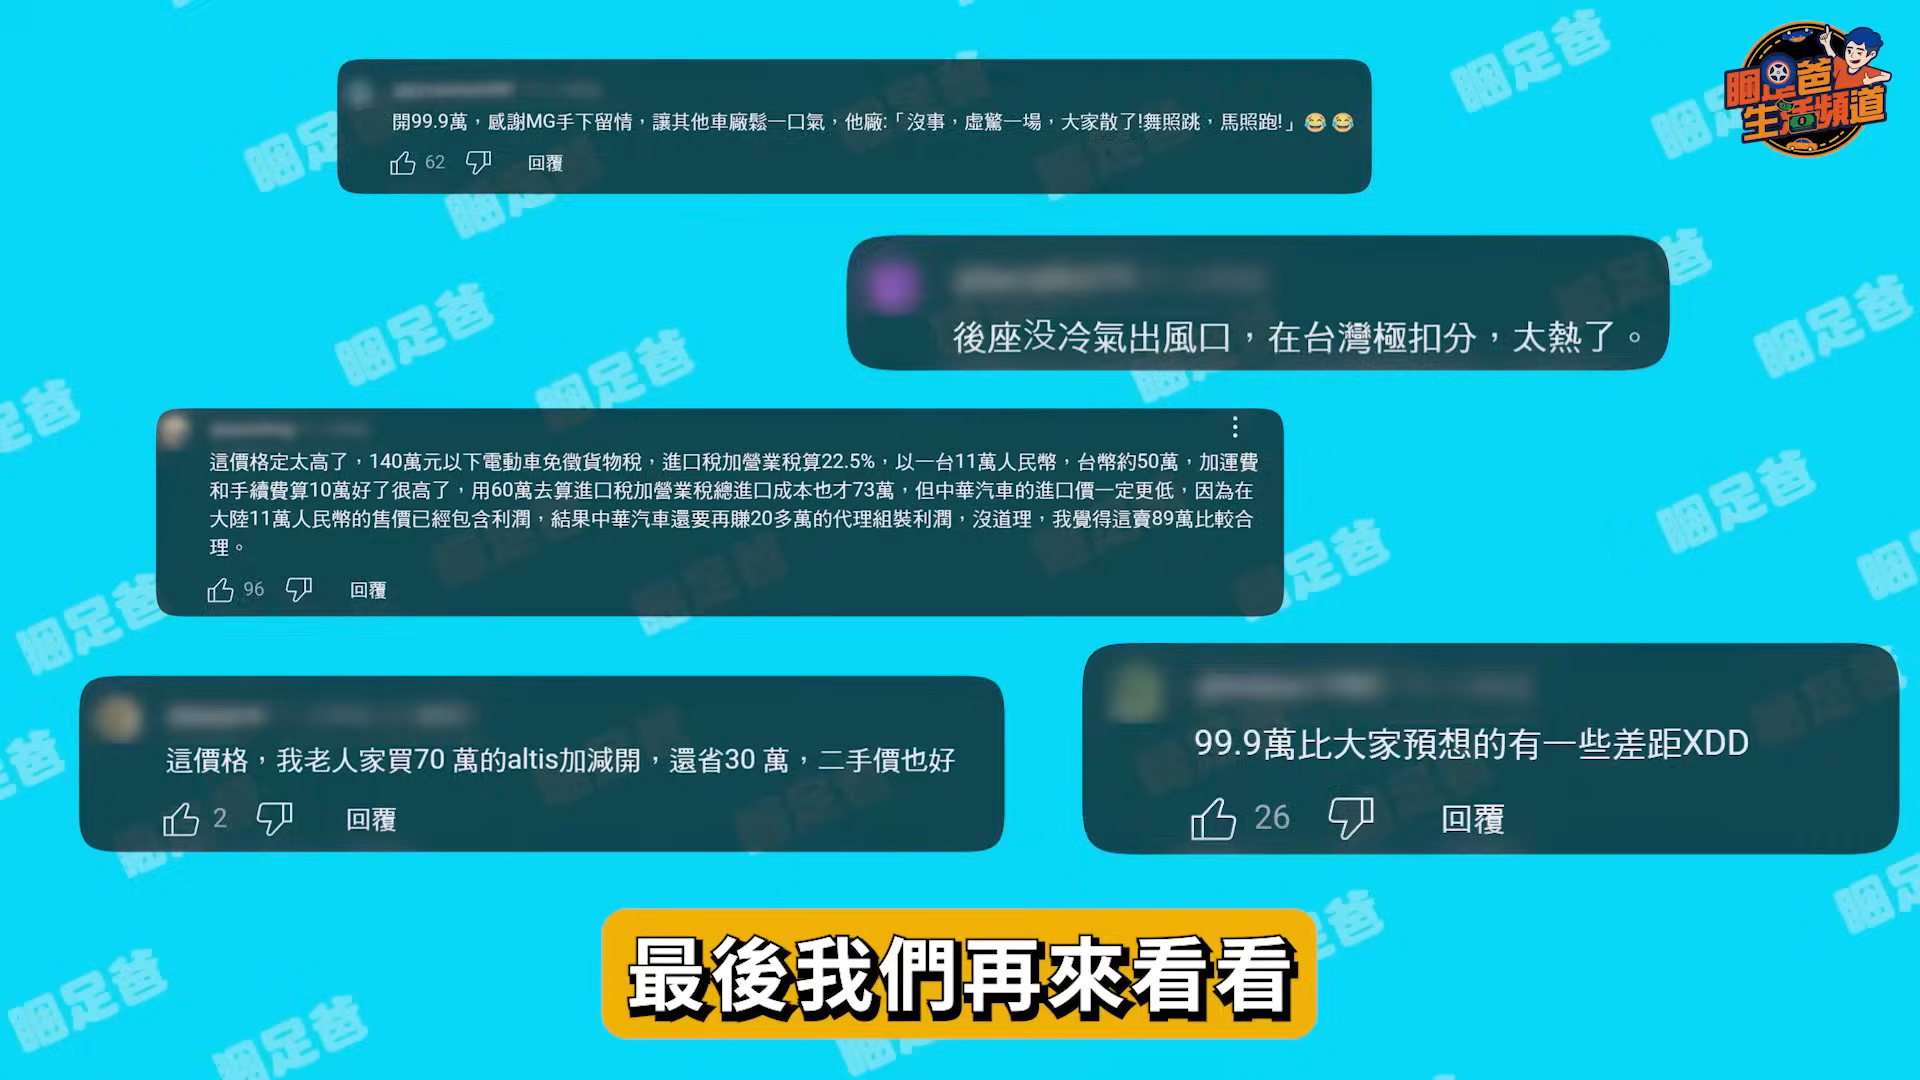 睏足爸
生活頻道
開99.9萬，感謝MG手下留情，讓其他車廠鬆一口氣，他廠:「沒事，虛驚一場，大家散了!舞照跳，馬照跑!」😂😂
62 回覆
後座没冷氣出風口，在台灣極扣分，太熱了。
這價格定太高了，140萬元以下電動車免徵貨物稅，進口稅加營業稅算22.5%，以一台11萬人民幣，台幣約50萬，加運費
和手續費算10萬好了很高了，用60萬去算進口稅加營業稅總進口成本也才73萬，但中華汽車的進口價一定更低，因為在
大陸11萬人民幣的售價已經包含利潤，結果中華汽車還要再賺20多萬的代理組裝利潤，沒道理，我覺得這賣89萬比較合
理。
96 回覆
這價格，我老人家買70 萬的altis加減開，還省30 萬，二手價也好
2 回覆
99.9萬比大家預想的有一些差距XDD
26 回覆
最後我們再來看看